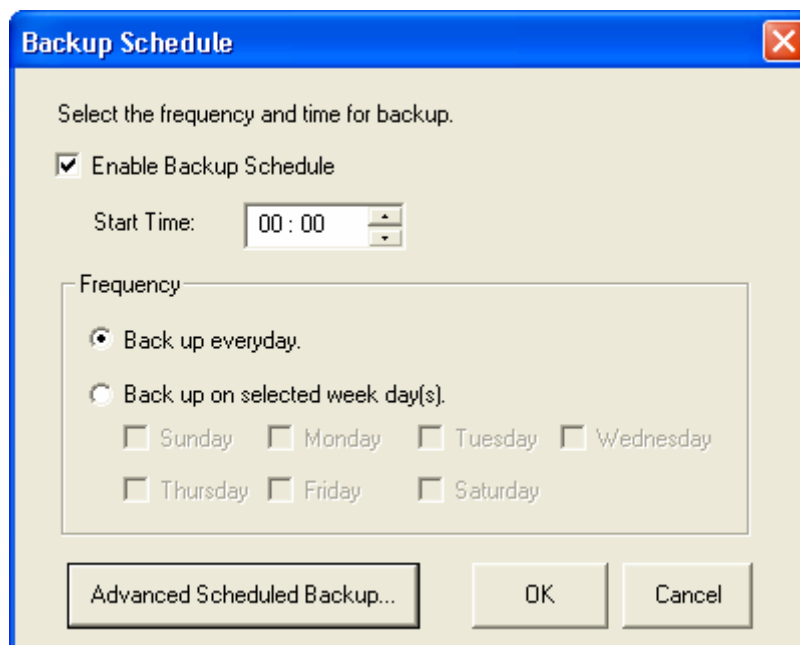 Backup Schedule
Select the frequency and time for backup.
Enable Backup Schedule
Start Time: 00 : 00
Frequency
Back up everyday.
Back up on selected week day(s).
Sunday Monday Tuesday Wednesday
Thursday Friday Saturday
Advanced Scheduled Backup... OK Cancel